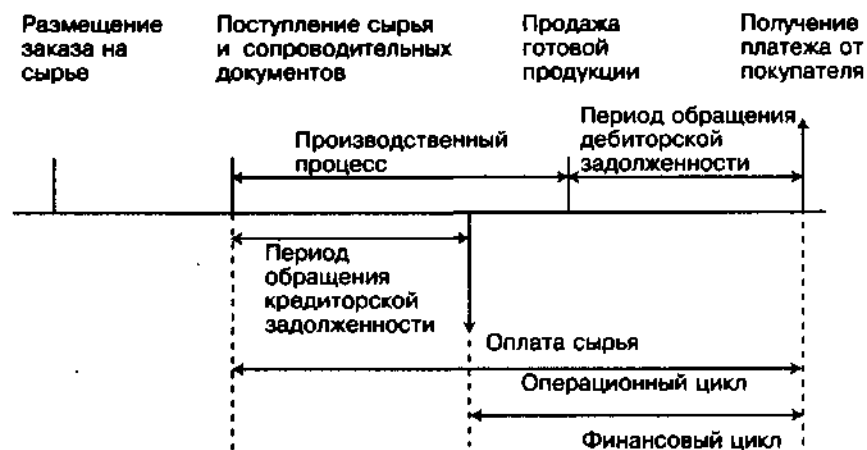 Размещение
заказа на
сырье
Поступление сырья
и сопроводительных
документов
Продажа
готовой
продукции
Получение
платежа от
покупателя
Производственный
процесс
Период обращения
дебиторской
задолженности
Период
обращения
кредиторской
задолженности
Оплата сырья
Операционный цикл
Финансовый цикл